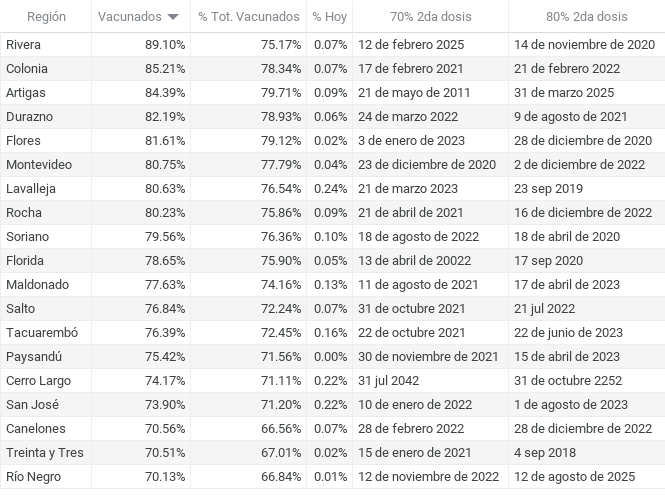 Región Vacunados % Tot. Vacunados % Hoy 70% 2da dosis 80% 2da dosis
Rivera 89.10% 75.17% 0.07% 12 de febrero 2025 14 de noviembre de 2020
Colonia 85.21% 78.34% 0.07% 17 de febrero 2021 21 de febrero 2022
Artigas 84.39% 79.71% 0.09% 21 de mayo de 2011 31 de marzo 2025
Durazno 82.19% 78.93% 0.06% 24 de marzo 2022 9 de agosto de 2021
Flores 81.61% 79.12% 0.02% 3 de enero de 2023 28 de diciembre de 2020
Montevideo 80.75% 77.79% 0.04% 23 de diciembre de 2020 2 de diciembre de 2022
Lavalleja 80.63% 76.54% 0.24% 21 de marzo 2023 23 sep 2019
Rocha 80.23% 75.86% 0.09% 21 de abril de 2021 16 de diciembre de 2022
Soriano 79.56% 76.36% 0.10% 18 de agosto de 2022 18 de abril de 2020
Florida 78.65% 75.90% 0.05% 13 de abril de 20022 17 sep 2020
Maldonado 77.63% 74.16% 0.13% 11 de agosto de 2021 17 de abril de 2023
Salto 76.84% 72.24% 0.07% 31 de octubre 2021 21 jul 2022
Tacuarembó 76.39% 72.45% 0.16% 22 de octubre 2021 22 de junio de 2023
Paysandú 75.42% 71.56% 0.00% 30 de noviembre de 2021 15 de abril de 2023
Cerro Largo 74.17% 71.11% 0.22% 31 jul 2042 31 de octubre 2252
San José 73.90% 71.20% 0.22% 10 de enero de 2022 1 de agosto de 2023
Canelones 70.56% 66.56% 0.07% 28 de febrero 2022 28 de diciembre de 2022
Treinta y Tres 70.51% 67.01% 0.02% 15 de enero de 2021 4 sep 2018
Río Negro 70.13% 66.84% 0.01% 12 de noviembre de 2022 12 de agosto de 2025